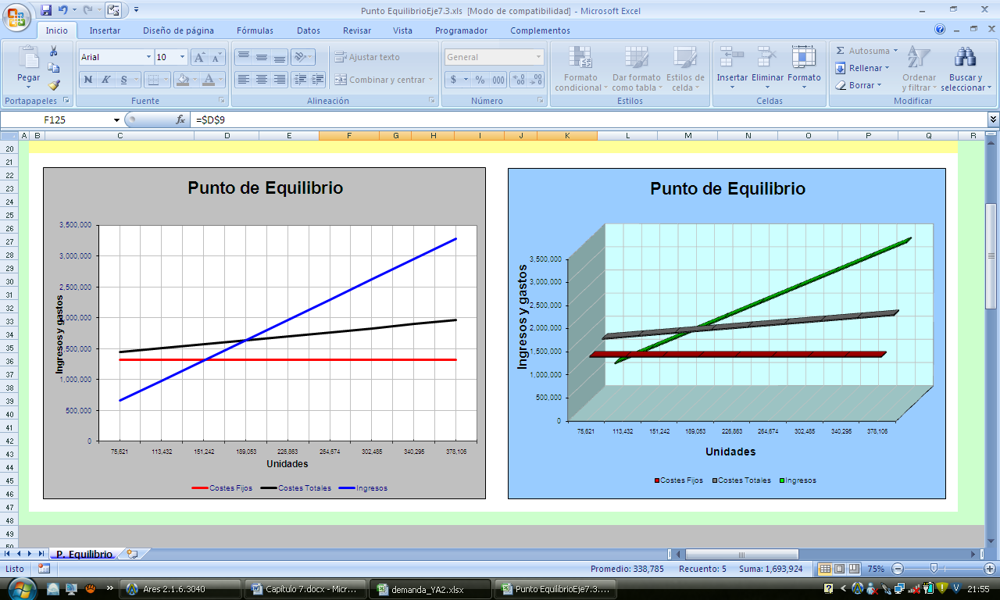 Punto EquilibrioEje7.3.xls [Modo de compatibilidad] - Microsoft Excel
Inicio Insertar Diseño de página Fórmulas Datos Revisar Vista Programador Complementos
Arial 10 Ajustar texto General Autosuma
Pegar Formato condicional Dar formato como tabla Estilos de celda Insertar Eliminar Formato Rellenar Ordenar y filtrar Buscar y seleccionar
N K S Combinar y centrar $ % 000 Borrar
Portapapeles Fuente Alineación Número Estilos Celdas Modificar
F125 fx =$D$9
A B C D E F G H I J K L M N O P Q R
20
21
22
23
24
25
26
27
28
29
30
31
32
33
34
35
36
37
38
39
40
41
42
43
44
45
46
47
48
49
50
Punto de Equilibrio
Ingresos y gastos
3,500,000
3,000,000
2,500,000
2,000,000
1,500,000
1,000,000
500,000
0
75,621 113,432 151,242 189,053 226,863 264,674 302,485 340,295 378,106
Unidades
Costes Fijos Costes Totales Ingresos
Punto de Equilibrio
Ingresos y gastos
3,500,000
3,000,000
2,500,000
2,000,000
1,500,000
1,000,000
500,000
0
75,621 113,432 151,242 189,053 226,863 264,674 302,485 340,295 378,106
Unidades
Costes Fijos Costes Totales Ingresos
P. Equilibrio
Listo Promedio: 338,785 Recuento: 5 Suma: 1,693,924 75%
Ares 2.1.6.3040 Capítulo 7.docx - Micr... demanda_YA2.xlsx Punto EquilibrioEje7.3.... 21:55